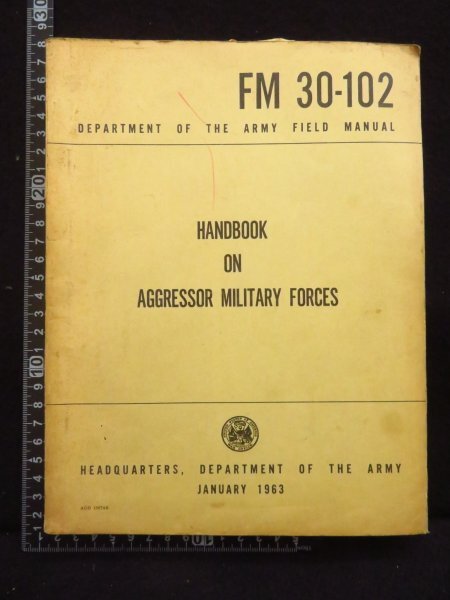 FM 30-102
DEPARTMENT OF THE ARMY FIELD MANUAL
HANDBOOK
ON
AGGRESSOR MILITARY FORCES
HEADQUARTERS, DEPARTMENT OF THE ARMY
JANUARY 1963